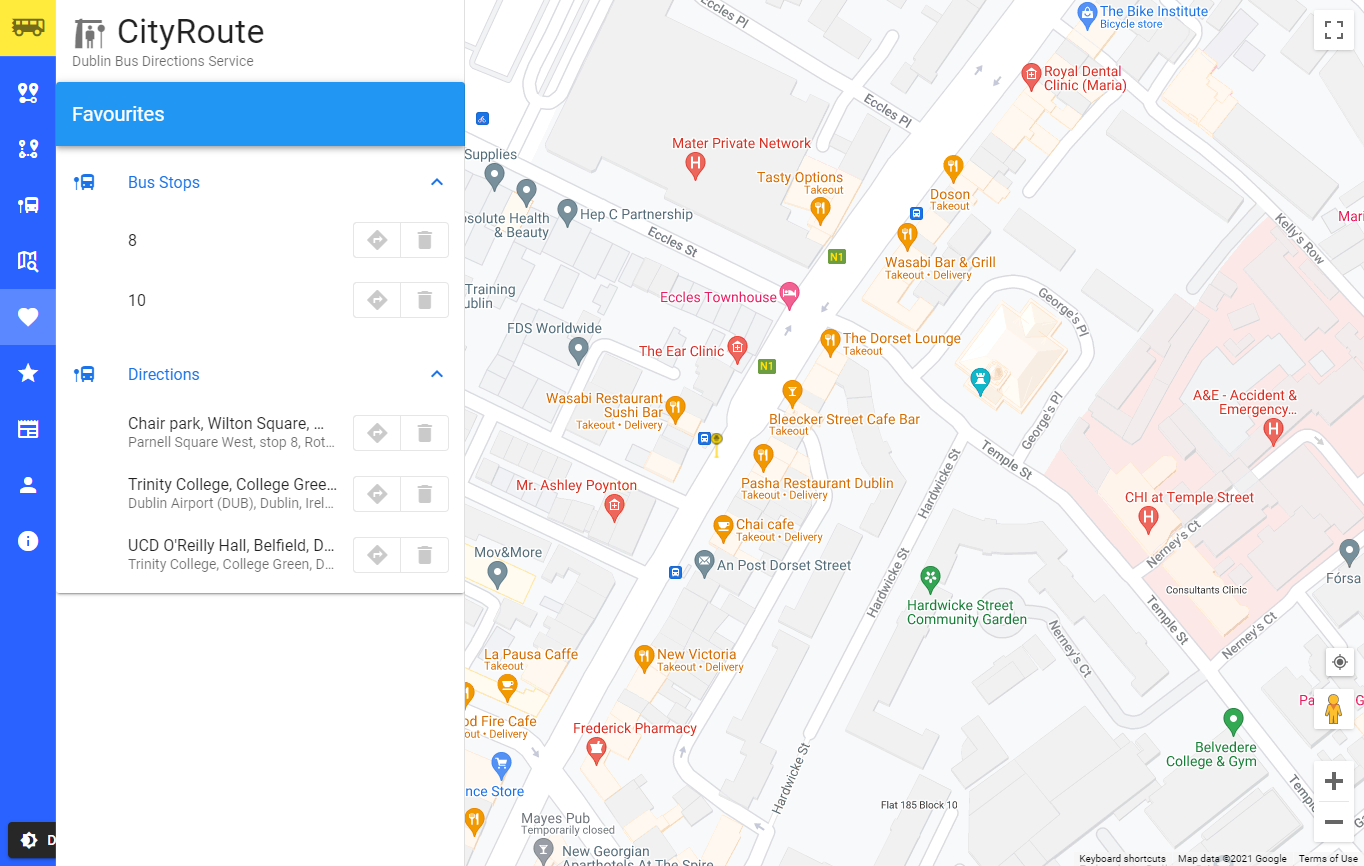 CityRoute
Dublin Bus Directions Service
Favourites
Bus Stops
8
10
Directions
Chair park, Wilton Square, ...
Parnell Square West, stop 8, Rot...
Trinity College, College Gree...
Dublin Airport (DUB), Dublin, Irel...
UCD O'Reilly Hall, Belfield, D...
Trinity College, College Green, D...
D
Eccles Pl
The Bike Institute
Bicycle store
Royal Dental
Clinic (Maria)
Eccles Pl
Mater Private Network
Supplies
Tasty Options
Takeout
Doson
Takeout
solute Health
& Beauty
Hep C Partnership
Eccles St
Mari
Kelly's Row
N1
Wasabi Bar & Grill
Takeout • Delivery
Training
ublin
Eccles Townhouse
George's Pl
FDS Worldwide
The Ear Clinic
The Dorset Lounge
Takeout
N1
Wasabi Restaurant
Sushi Bar
Takeout • Delivery
Bleecker Street Cafe Bar
Takeout
George's Pl
A&E - Accident &
Emergency...
Temple St
Hardwicke St
Pasha Restaurant Dublin
Takeout • Delivery
Mr. Ashley Poynton
CHI at Temple Street
Chai cafe
Takeout • Delivery
Nerney's Ct
Mov&More
An Post Dorset Street
Hardwicke St
Fórsa
Consultants Clinic
Hardwicke Street
Community Garden
Temple St
Nerney's Ct
Nerney's Ct
La Pausa Caffe
Takeout
New Victoria
Takeout • Delivery
od Fire Cafe
out • Delivery
Frederick Pharmacy
Belvedere
College & Gym
Hardwicke St
nce Store
Flat 185 Block 10
Mayes Pub
Temporarily closed
New Georgian
Apartments At The Spire
Keyboard shortcuts
Map data ©2021 Google
Terms of Use